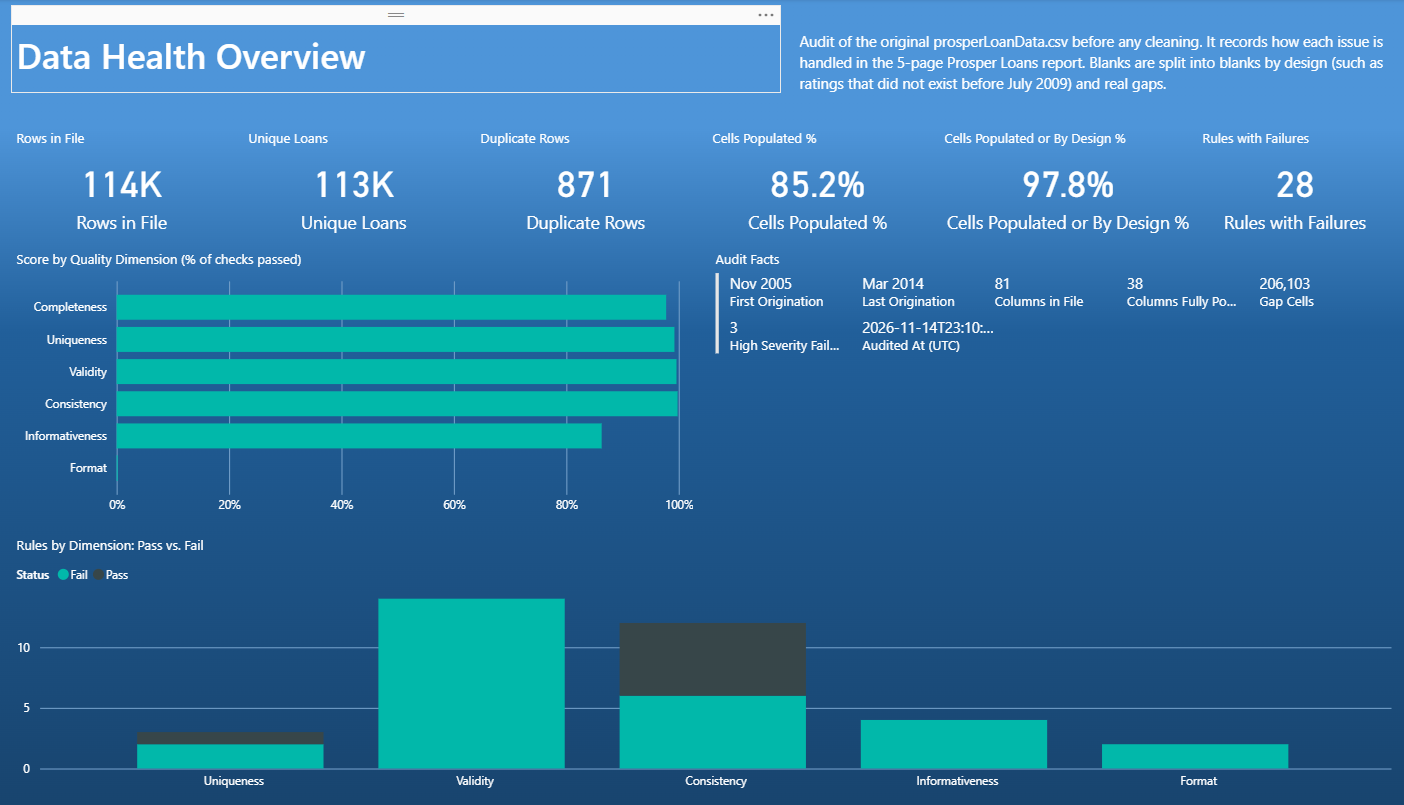 Data Health Overview
Audit of the original prosperLoanData.csv before any cleaning. It records how each issue is
handled in the 5-page Prosper Loans report. Blanks are split into blanks by design (such as
ratings that did not exist before July 2009) and real gaps.
Rows in File
Unique Loans
Duplicate Rows
Cells Populated %
Cells Populated or By Design %
Rules with Failures
114K
113K
871
85.2%
97.8%
28
Rows in File
Unique Loans
Duplicate Rows
Cells Populated %
Cells Populated or By Design %
Rules with Failures
Score by Quality Dimension (% of checks passed)
Completeness
Uniqueness
Validity
Consistency
Informativeness
Format
0% 20% 40% 60% 80% 100%
Audit Facts
Nov 2005
First Origination
Mar 2014
Last Origination
81
Columns in File
38
Columns Fully Po...
206,103
Gap Cells
3
High Severity Fail...
2026-11-14T23:10:...
Audited At (UTC)
Rules by Dimension: Pass vs. Fail
Status Fail Pass
10
5
0
Uniqueness Validity Consistency Informativeness Format